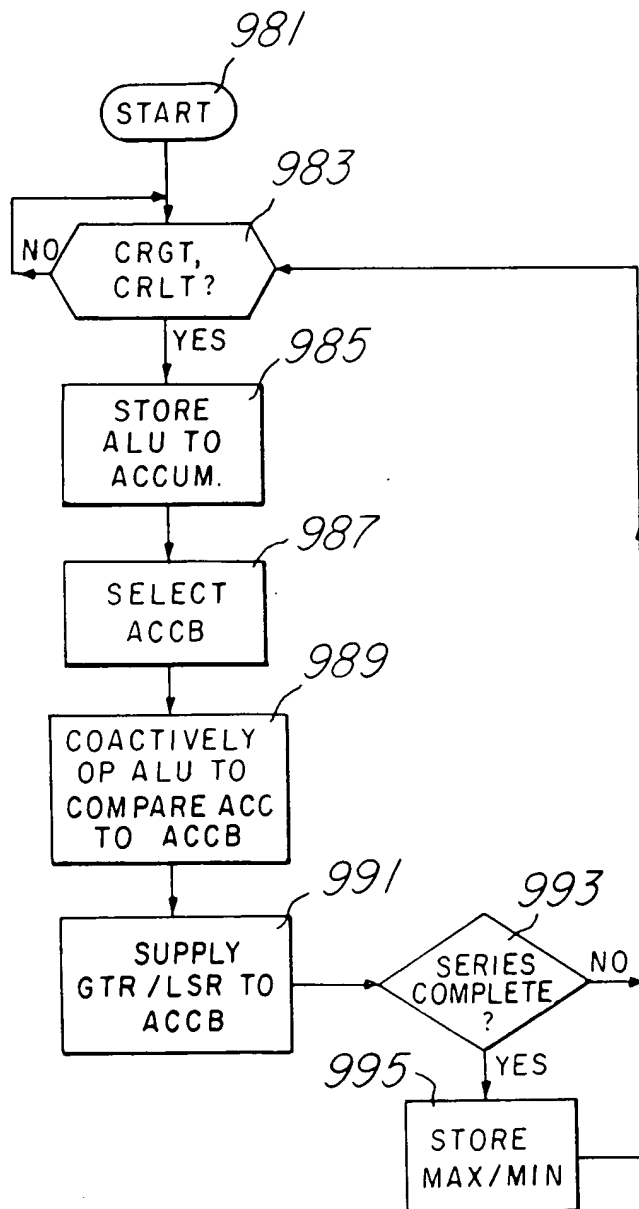 981
START
983
NO
CRGT,
CRLT?
YES
985
STORE
ALU TO
ACCUM.
987
SELECT
ACCB
989
COACTIVELY
OP ALU TO
COMPARE ACC
TO ACCB
991
SUPPLY
GTR/LSR TO
ACCB
993
SERIES
COMPLETE
?
NO
YES
995
STORE
MAX/MIN